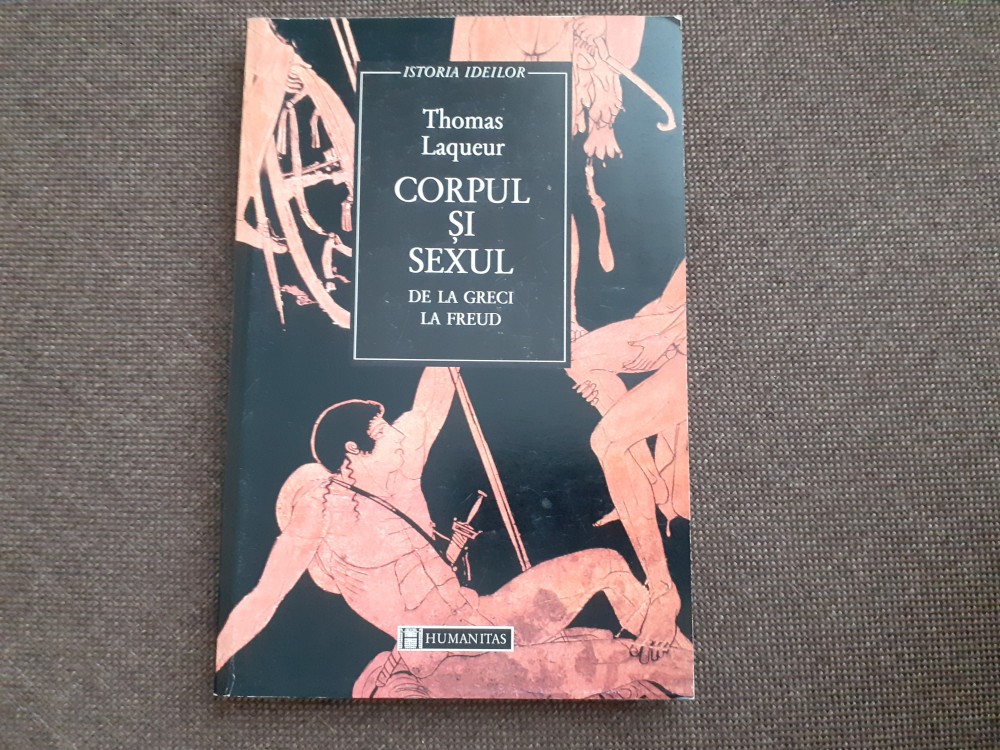 ISTORIA IDEILOR
Thomas
Laqueur
CORPUL
ȘI
SEXUL
DE LA GRECI
LA FREUD
HUMANITAS